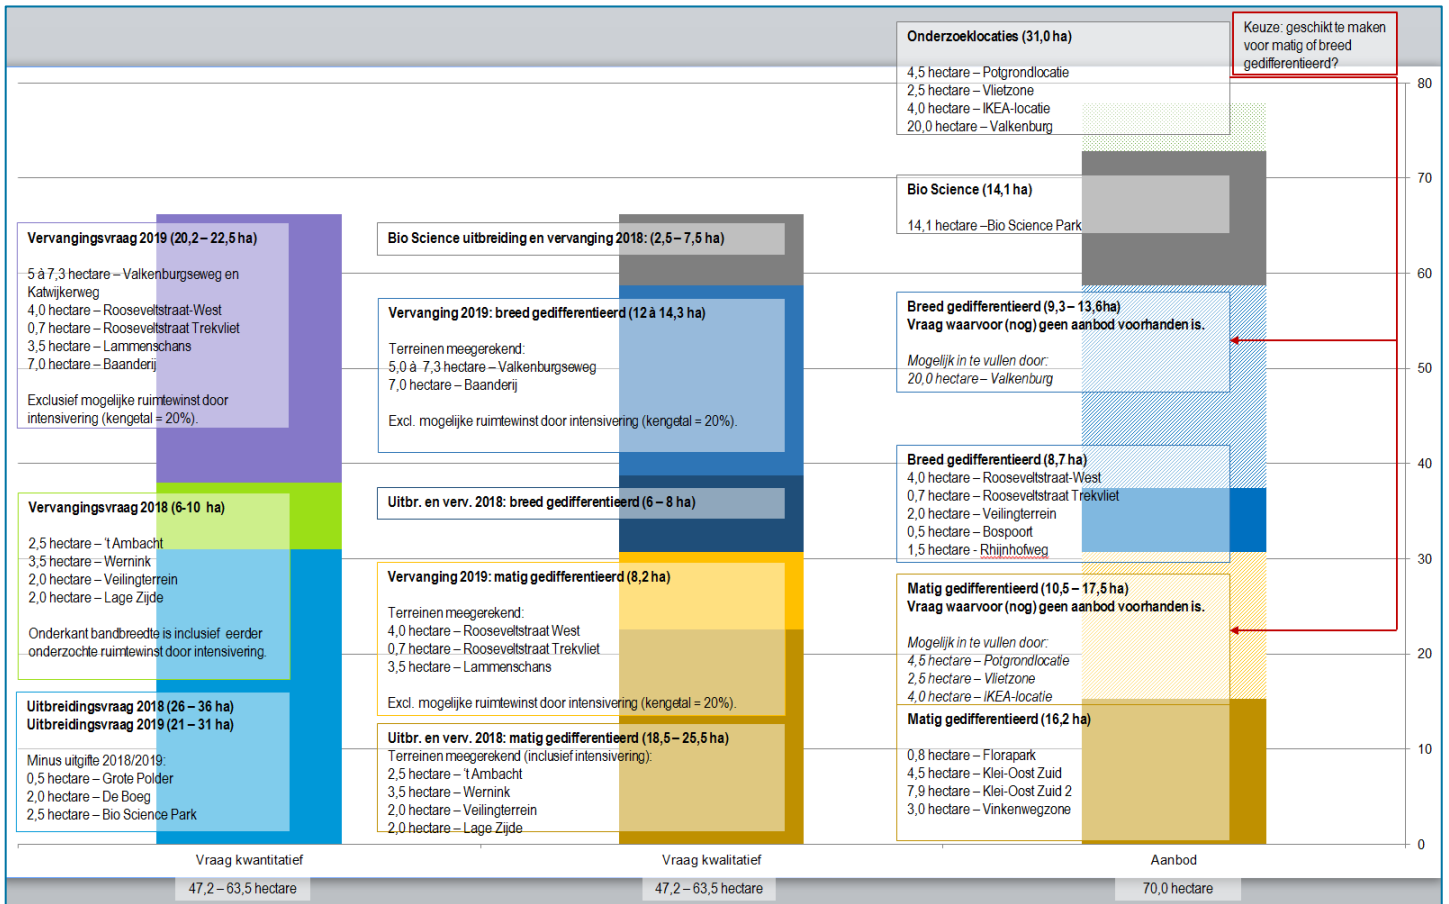 Vervangingsvraag 2019 (20,2 – 22,5 ha)
5 à 7,3 hectare – Valkenburgseweg en
Katwijkerweg
4,0 hectare – Rooseveltstraat-West
0,7 hectare – Rooseveltstraat Trekvliet
3,5 hectare – Lammenschans
7,0 hectare – Baanderij
Exclusief mogelijke ruimtewinst door
intensivering (kengetal = 20%).
Vervangingsvraag 2018 (6-10 ha)
2,5 hectare – 't Ambacht
3,5 hectare – Wernink
2,0 hectare – Veilingterrein
2,0 hectare – Lage Zijde
Onderkant bandbreedte is inclusief eerder
onderzochte ruimtewinst door intensivering.
Uitbreidingsvraag 2018 (26 – 36 ha)
Uitbreidingsvraag 2019 (21 – 31 ha)
Minus uitgifte 2018/2019:
0,5 hectare – Grote Polder
2,0 hectare – De Boeg
2,5 hectare – Bio Science Park
Bio Science uitbreiding en vervanging 2018: (2,5 – 7,5 ha)
Vervanging 2019: breed gedifferentieerd (12 à 14,3 ha)
Terreinen meegerekend:
5,0 à 7,3 hectare – Valkenburgseweg
7,0 hectare – Baanderij
Excl. mogelijke ruimtewinst door intensivering (kengetal = 20%).
Uitbr. en verv. 2018: breed gedifferentieerd (6 – 8 ha)
Vervanging 2019: matig gedifferentieerd (8,2 ha)
Terreinen meegerekend:
4,0 hectare – Rooseveltstraat West
0,7 hectare – Rooseveltstraat Trekvliet
3,5 hectare – Lammenschans
Excl. mogelijke ruimtewinst door intensivering (kengetal = 20%).
Uitbr. en verv. 2018: matig gedifferentieerd (18,5 – 25,5 ha)
Terreinen meegerekend (inclusief intensivering):
2,5 hectare – 't Ambacht
3,5 hectare – Wernink
2,0 hectare – Veilingterrein
2,0 hectare – Lage Zijde
Onderzoeklocaties (31,0 ha)
4,5 hectare – Potgrondlocatie
2,5 hectare – Vlietzone
4,0 hectare – IKEA-locatie
20,0 hectare – Valkenburg
Keuze: geschikt te maken
voor matig of breed
gedifferentieerd?
Bio Science (14,1 ha)
14,1 hectare –Bio Science Park
Breed gedifferentieerd (9,3 – 13,6ha)
Vraag waarvoor (nog) geen aanbod voorhanden is.
Mogelijk in te vullen door:
20,0 hectare – Valkenburg
Breed gedifferentieerd (8,7 ha)
4,0 hectare – Rooseveltstraat-West
0,7 hectare – Rooseveltstraat Trekvliet
2,0 hectare – Veilingterrein
0,5 hectare – Bospoort
1,5 hectare - Rhijnhofweg
Matig gedifferentieerd (10,5 – 17,5 ha)
Vraag waarvoor (nog) geen aanbod voorhanden is.
Mogelijk in te vullen door:
4,5 hectare – Potgrondlocatie
2,5 hectare – Vlietzone
4,0 hectare – IKEA-locatie
Matig gedifferentieerd (16,2 ha)
0,8 hectare – Florapark
4,5 hectare – Klei-Oost Zuid
7,9 hectare – Klei-Oost Zuid 2
3,0 hectare – Vinkenwegzone
80
70
60
50
40
30
20
10
0
Vraag kwantitatief
Vraag kwalitatief
Aanbod
47,2 – 63,5 hectare
47,2 – 63,5 hectare
70,0 hectare